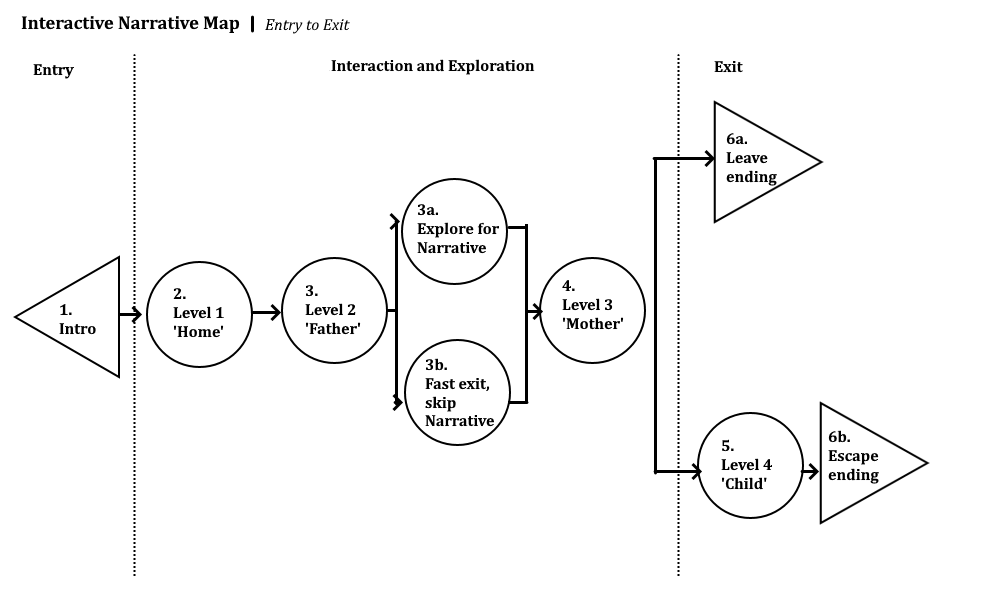 Interactive Narrative Map | Entry to Exit
Entry
Interaction and Exploration
Exit
1.
Intro
2.
Level 1
'Home'
3.
Level 2
'Father'
3a.
Explore for
Narrative
3b.
Fast exit,
skip
Narrative
4.
Level 3
'Mother'
6a.
Leave
ending
5.
Level 4
'Child'
6b.
Escape
ending